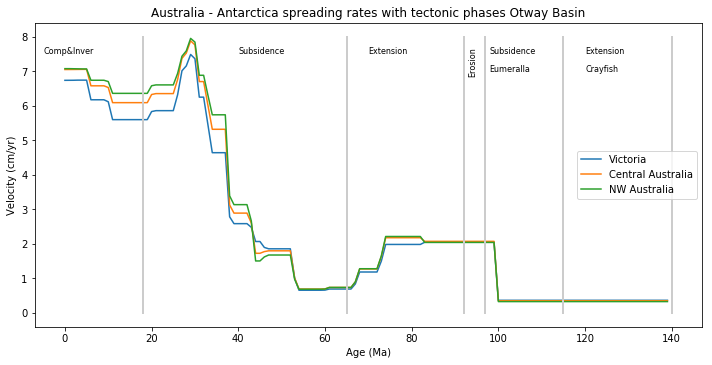 Australia - Antarctica spreading rates with tectonic phases Otway Basin
8
7
6
5
4
3
2
1
0
Velocity (cm/yr)
Comp&Inver
Subsidence
Extension
Erosion
Subsidence
Eumeralla
Extension
Crayfish
Victoria
Central Australia
NW Australia
0 20 40 60 80 100 120 140
Age (Ma)